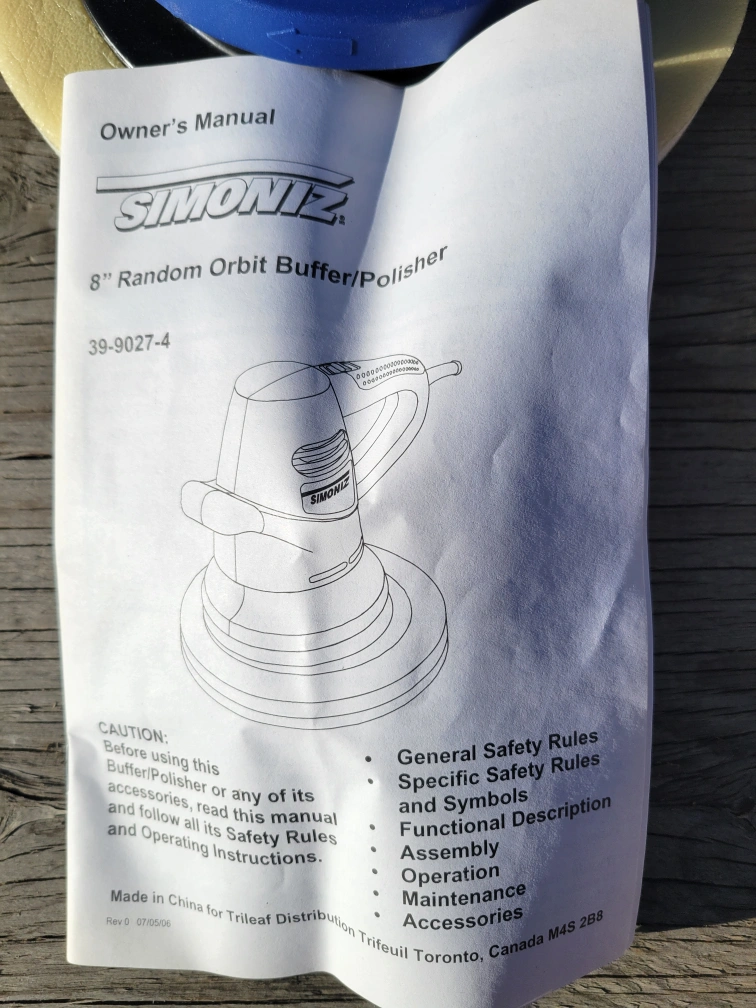 Owner's Manual
SIMONIZ®
8” Random Orbit Buffer/Polisher
39-9027-4
SIMONIZ
CAUTION:
Before using this
Buffer/Polisher or any of its
accessories, read this manual
and follow all its Safety Rules
and Operating Instructions.
• General Safety Rules
• Specific Safety Rules
and Symbols
• Functional Description
• Assembly
• Operation
• Maintenance
• Accessories
Made in China for Trileaf Distribution Trifeuil Toronto, Canada M4S 2B8
Rev 0 07/05/06